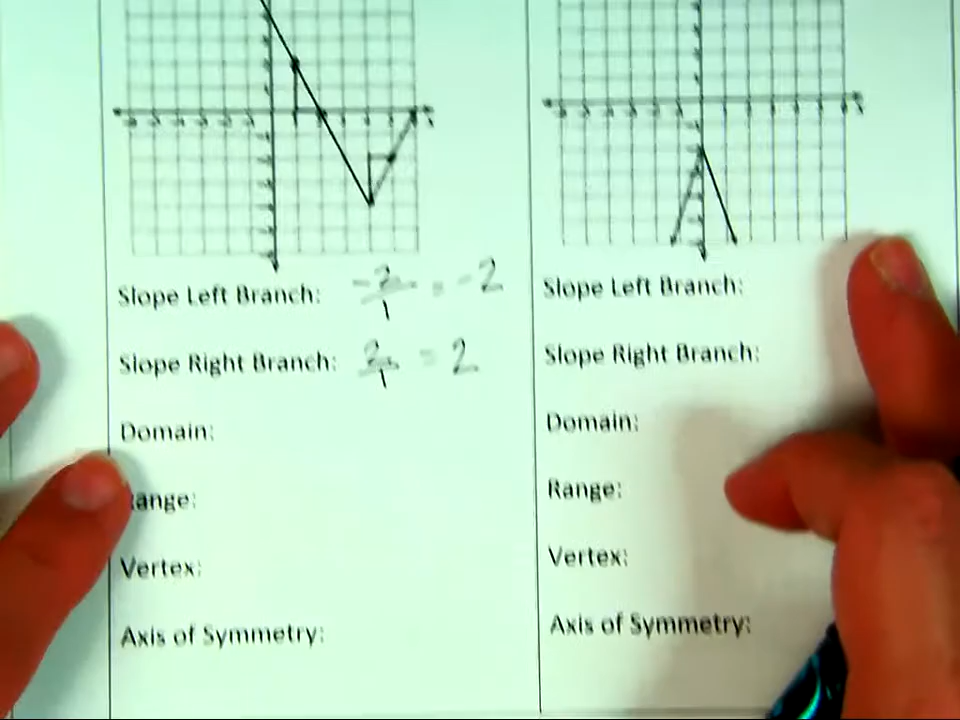 Slope Left Branch: -2/1 = -2
Slope Right Branch: 2/1 = 2
Domain:
Range:
Vertex:
Axis of Symmetry:
Slope Left Branch:
Slope Right Branch:
Domain:
Range:
Vertex:
Axis of Symmetry: